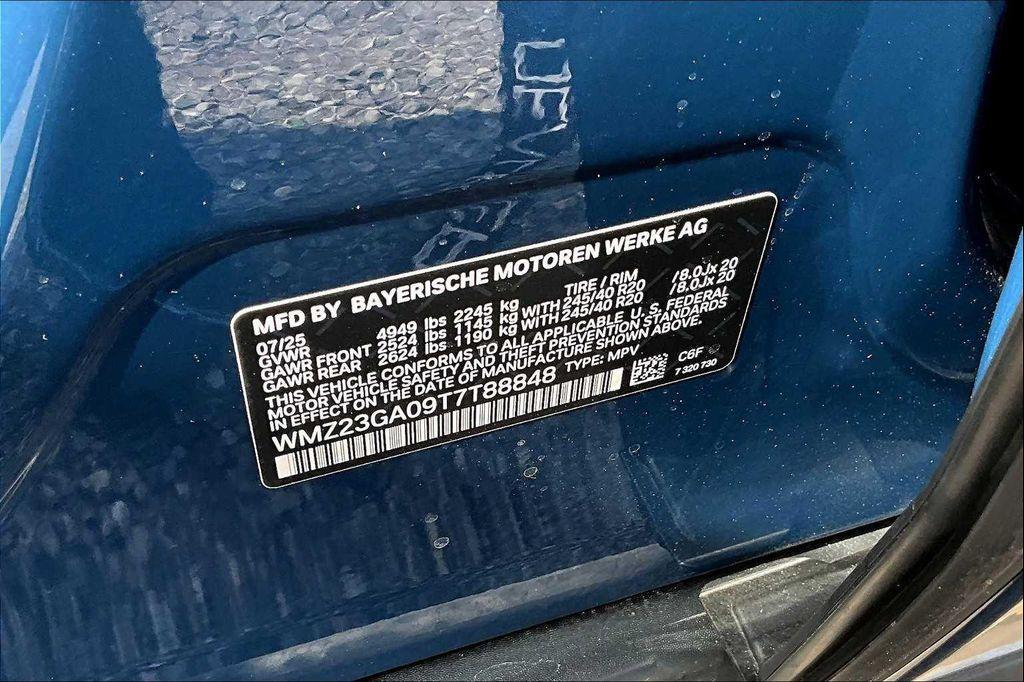 MFD BY BAYERISCHE MOTOREN WERKE AG
07/25
GVWR 4949 lbs 2245 kg TIRE / RIM
GAWR FRONT 2524 lbs 1145 kg WITH 245/40 R20 /8.0Jx 20
GAWR REAR 2624 lbs 1190 kg WITH 245/40 R20 /8.0Jx 20
THIS VEHICLE CONFORMS TO ALL APPLICABLE U. S. FEDERAL
MOTOR VEHICLE SAFETY AND THEFT PREVENTION STANDARDS
IN EFFECT ON THE DATE OF MANUFACTURE SHOWN ABOVE.
WMZ23GA09T7T88848 TYPE: MPV C6F
7 320 730